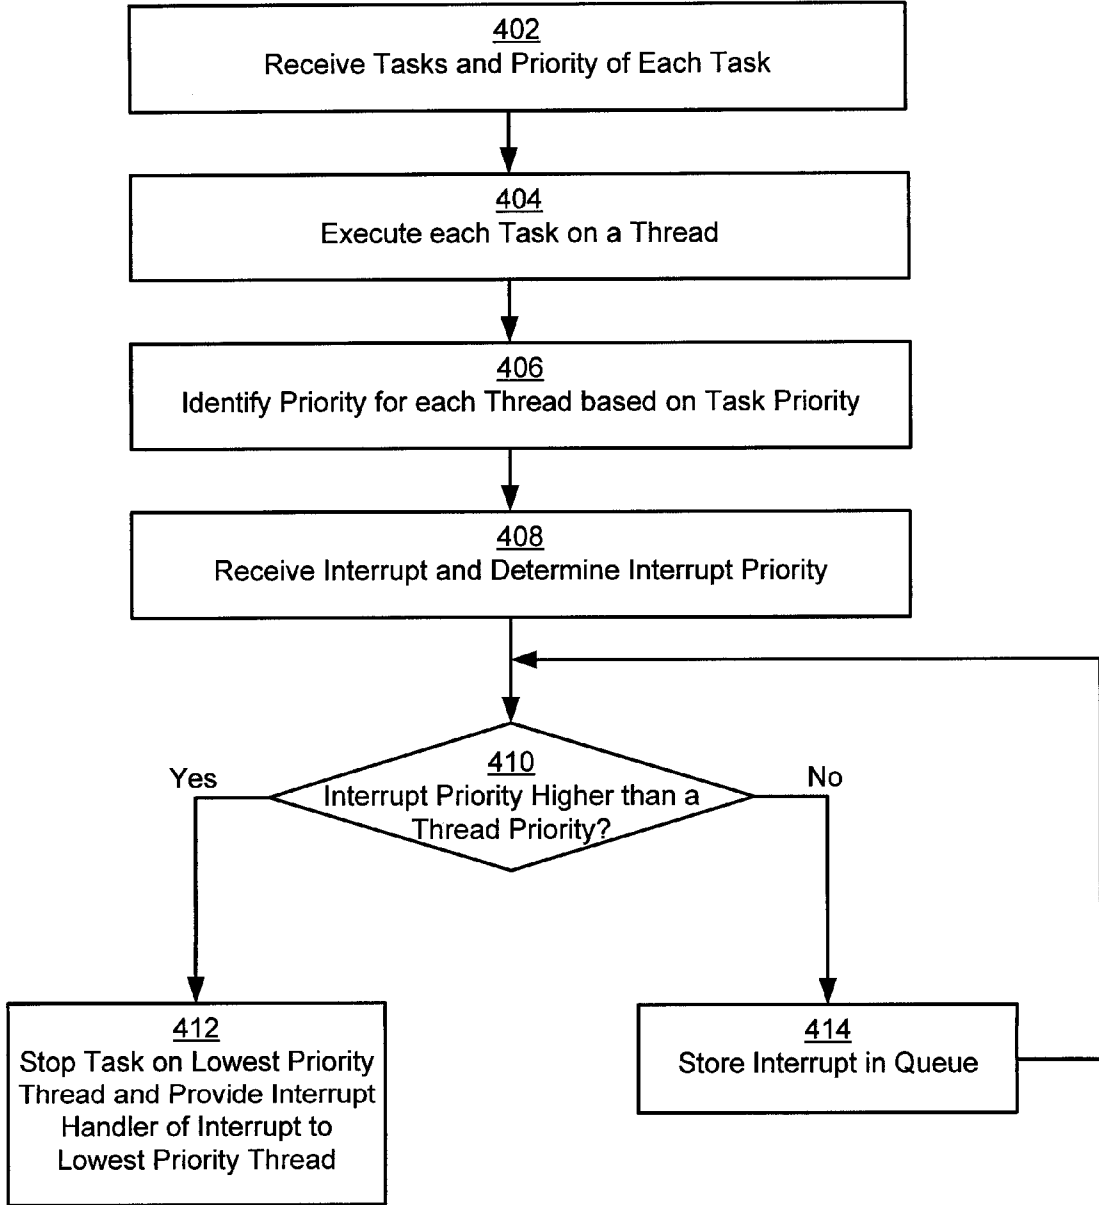 402
Receive Tasks and Priority of Each Task
404
Execute each Task on a Thread
406
Identify Priority for each Thread based on Task Priority
408
Receive Interrupt and Determine Interrupt Priority
410
Interrupt Priority Higher than a
Thread Priority?
Yes
No
412
Stop Task on Lowest Priority
Thread and Provide Interrupt
Handler of Interrupt to
Lowest Priority Thread
414
Store Interrupt in Queue